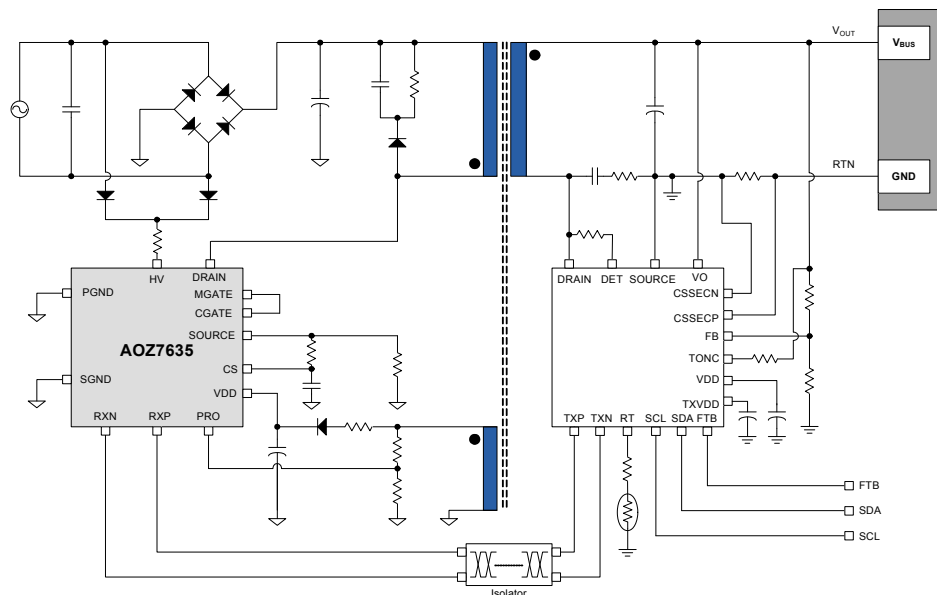 VOUT
VBUS
RTN
GND
HV
DRAIN
PGND
MGATE
CGATE
SOURCE
AOZ7635
CS
SGND
VDD
RXN
RXP
PRO
DRAIN
DET
SOURCE
VO
CSSECN
CSSECP
FB
TONC
VDD
TXVDD
TXP
TXN
RT
SCL
SDA
FTB
FTB
SDA
SCL
Isolator